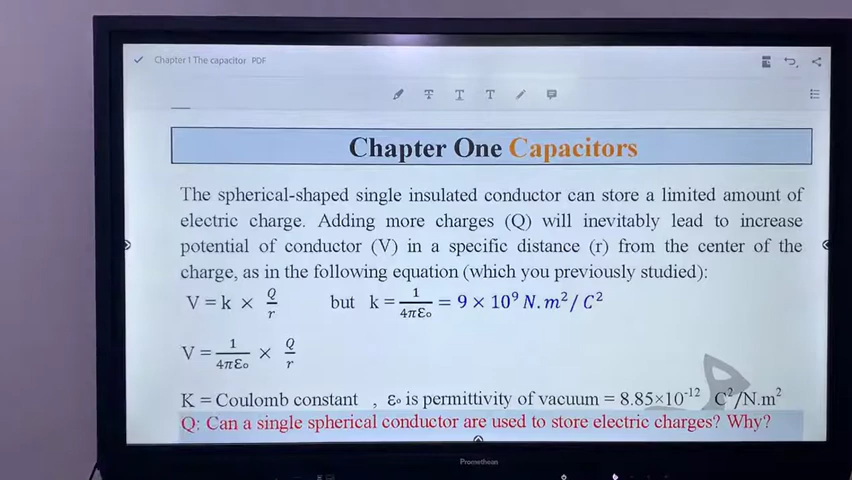 Chapter 1 The capacitor PDF
T T T
Chapter One Capacitors
The spherical-shaped single insulated conductor can store a limited amount of
electric charge. Adding more charges (Q) will inevitably lead to increase
potential of conductor (V) in a specific distance (r) from the center of the
charge, as in the following equation (which you previously studied):
V = k × Q/r but k = 1/4πƐ₀ = 9 × 10⁹ N.m²/C²
V = 1/4πƐ₀ × Q/r
K = Coulomb constant , ε₀ is permittivity of vacuum = 8.85×10⁻¹² C²/N.m²
Q: Can a single spherical conductor are used to store electric charges? Why?
Promethean